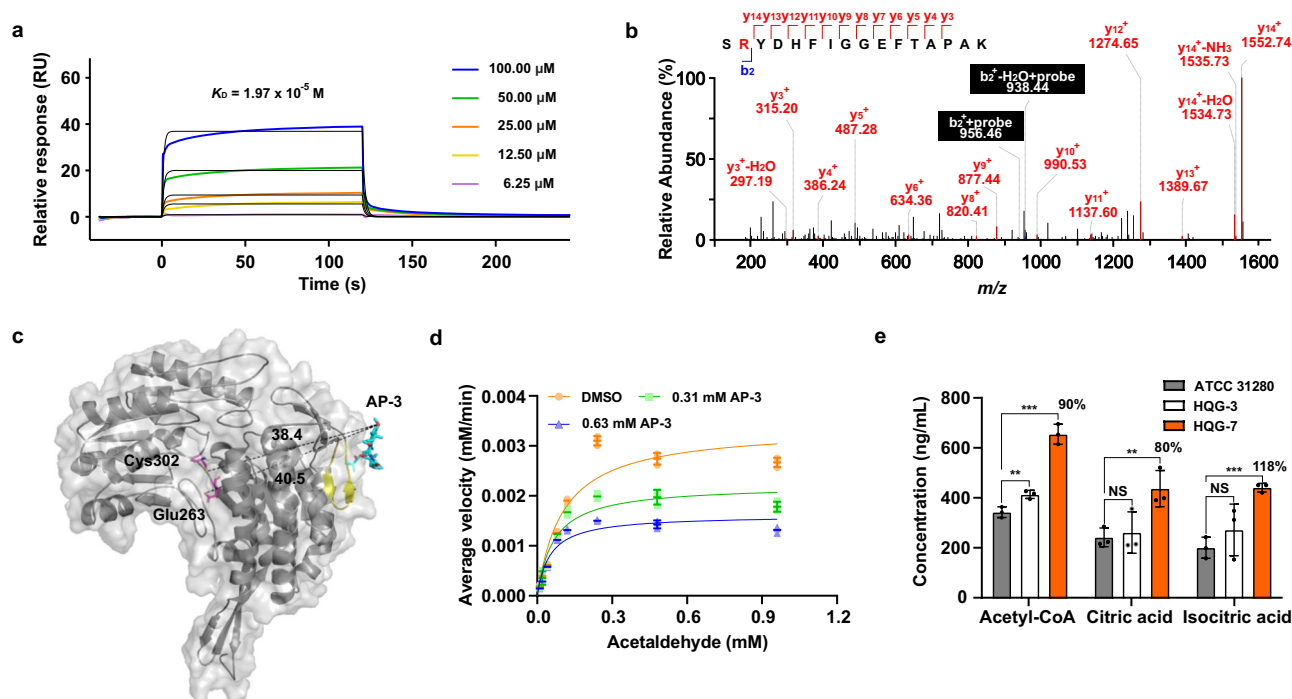 a
Relative response (RU)
60
40
20
0
0
50
100
150
200
Time (s)
K_D = 1.97 x 10^-5 M
100.00 µM
50.00 µM
25.00 µM
12.50 µM
6.25 µM
b
y14 y13 y12 y11 y10 y9 y8 y7 y6 y5 y4 y3
S R Y D H F I G G E F T A P A K
b2
Relative Abundance (%)
100
50
0
200
400
600
800
1000
1200
1400
1600
m/z
y3+-H2O
297.19
y3+
315.20
y4+
386.24
y5+
487.28
y6+
634.36
y8+
820.41
y9+
877.44
b2++probe
956.46
b2+-H2O+probe
938.44
y10+
990.53
y11+
1137.60
y12+
1274.65
y13+
1389.67
y14+-H2O
1534.73
y14+-NH3
1535.73
y14+
1552.74
c
AP-3
38.4
40.5
Cys302
Glu263
d
Average velocity (mM/min)
0.004
0.003
0.002
0.001
0.000
0.0
0.3
0.6
0.9
1.2
Acetaldehyde (mM)
DMSO
0.31 mM AP-3
0.63 mM AP-3
e
Concentration (ng/mL)
800
600
400
200
0
ATCC 31280
HQG-3
HQG-7
***
90%
**
**
80%
NS
***
118%
NS
Acetyl-CoA
Citric acid
Isocitric acid